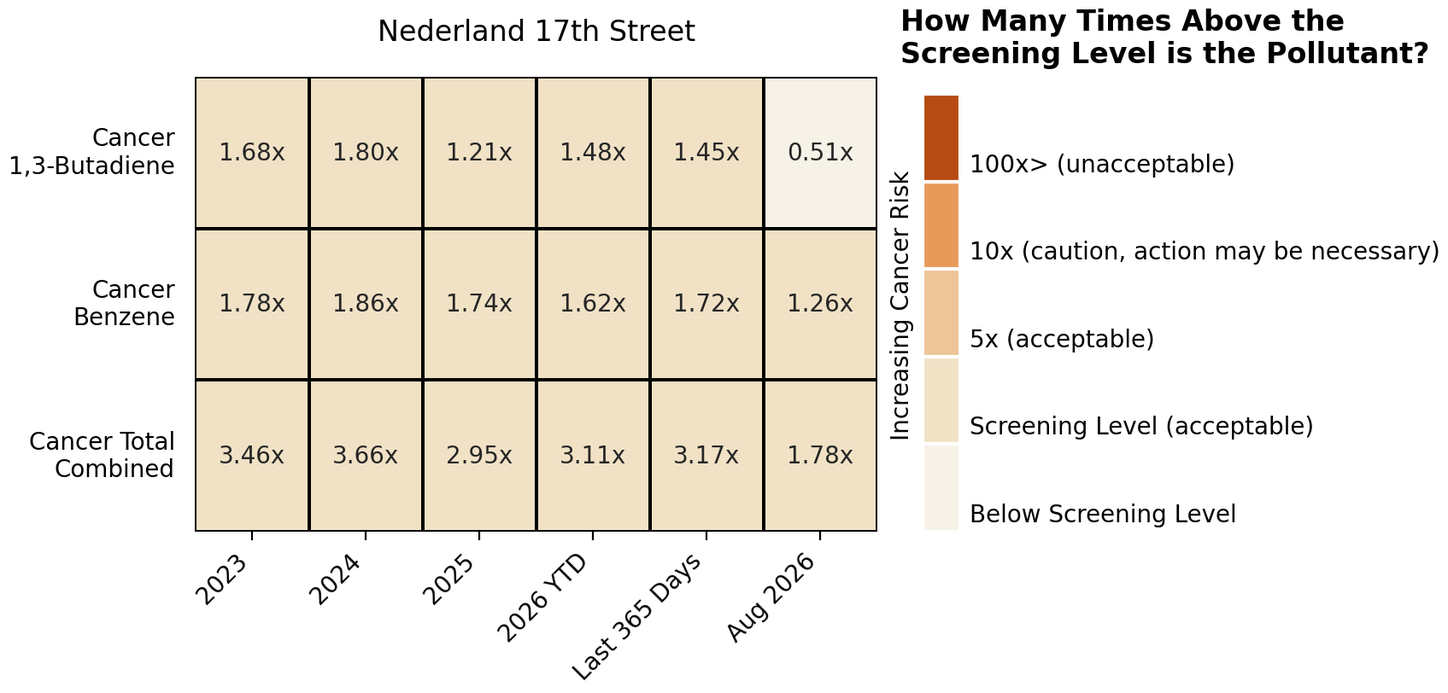 Nederland 17th Street
How Many Times Above the
Screening Level is the Pollutant?
Cancer
1,3-Butadiene
1.68x 1.80x 1.21x 1.48x 1.45x 0.51x
Cancer
Benzene
1.78x 1.86x 1.74x 1.62x 1.72x 1.26x
Cancer Total
Combined
3.46x 3.66x 2.95x 3.11x 3.17x 1.78x
2023 2024 2025 2026 YTD Last 365 Days Aug 2026
Increasing Cancer Risk
100x> (unacceptable)
10x (caution, action may be necessary)
5x (acceptable)
Screening Level (acceptable)
Below Screening Level